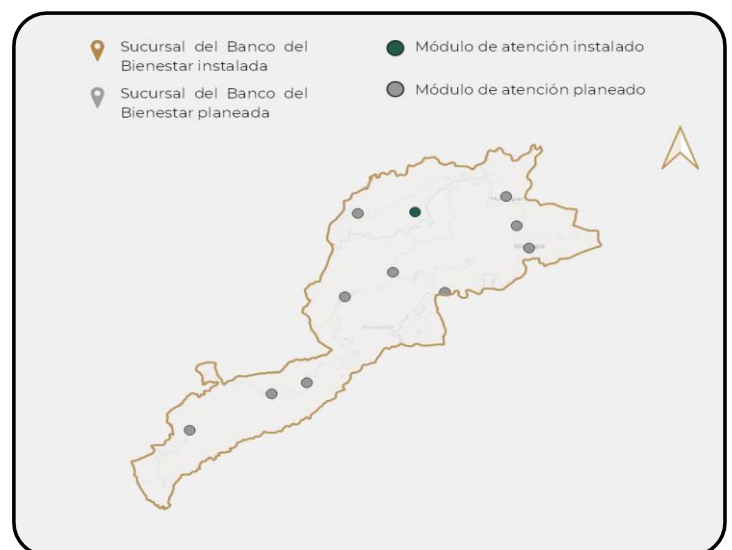 Sucursal del Banco del
Bienestar instalada
Sucursal del Banco del
Bienestar planeada
Módulo de atención instalado
Módulo de atención planeado